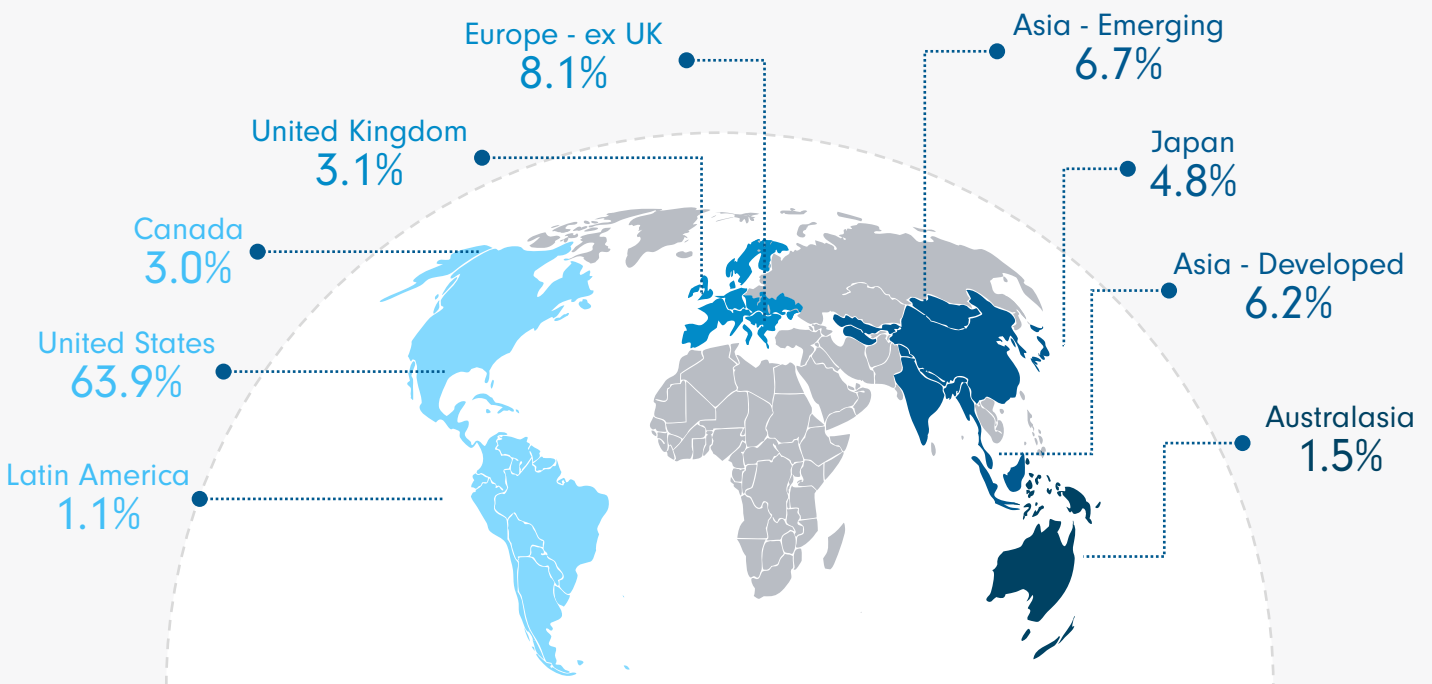 Europe - ex UK
8.1%
Asia - Emerging
6.7%
United Kingdom
3.1%
Japan
4.8%
Canada
3.0%
Asia - Developed
6.2%
United States
63.9%
Australasia
1.5%
Latin America
1.1%